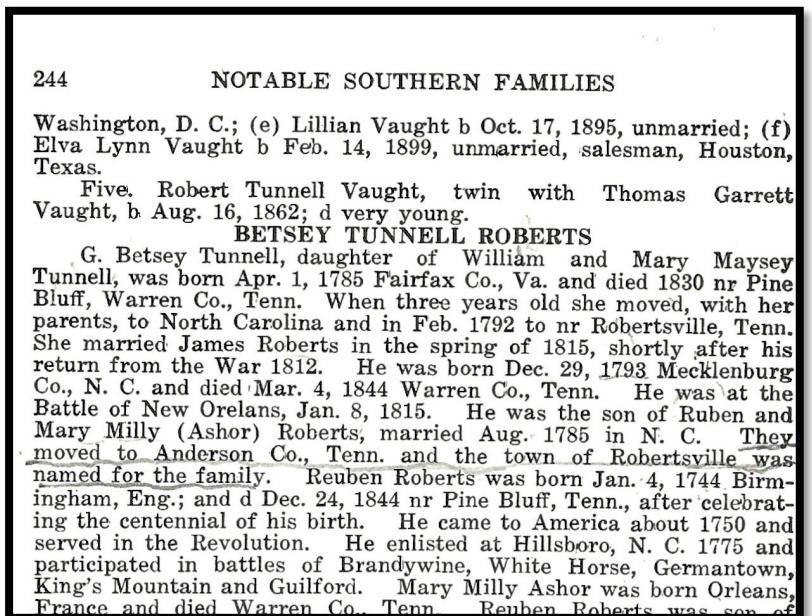 244 NOTABLE SOUTHERN FAMILIES
Washington, D. C.; (e) Lillian Vaught b Oct. 17, 1895, unmarried; (f)
Elva Lynn Vaught b Feb. 14, 1899, unmarried, salesman, Houston,
Texas.
Five. Robert Tunnell Vaught, twin with Thomas Garrett
Vaught, b. Aug. 16, 1862; d very young.
BETSEY TUNNELL ROBERTS
G. Betsey Tunnell, daughter of William and Mary Maysey
Tunnell, was born Apr. 1, 1785 Fairfax Co., Va. and died 1830 nr Pine
Bluff, Warren Co., Tenn. When three years old she moved, with her
parents, to North Carolina and in Feb. 1792 to nr Robertsville, Tenn.
She married James Roberts in the spring of 1815, shortly after his
return from the War 1812. He was born Dec. 29, 1793 Mecklenburg
Co., N. C. and died Mar. 4, 1844 Warren Co., Tenn. He was at the
Battle of New Orelans, Jan. 8, 1815. He was the son of Ruben and
Mary Milly (Ashor) Roberts, married Aug. 1785 in N. C. They
moved to Anderson Co., Tenn. and the town of Robertsville was
named for the family. Reuben Roberts was born Jan. 4, 1744 Birm-
ingham, Eng.; and d Dec. 24, 1844 nr Pine Bluff, Tenn., after celebrat-
ing the centennial of his birth. He came to America about 1750 and
served in the Revolution. He enlisted at Hillsboro, N. C. 1775 and
participated in battles of Brandywine, White Horse, Germantown,
King's Mountain and Guilford. Mary Milly Ashor was born Orleans,
France and died Warren Co., Tenn. Reuben Roberts was son of